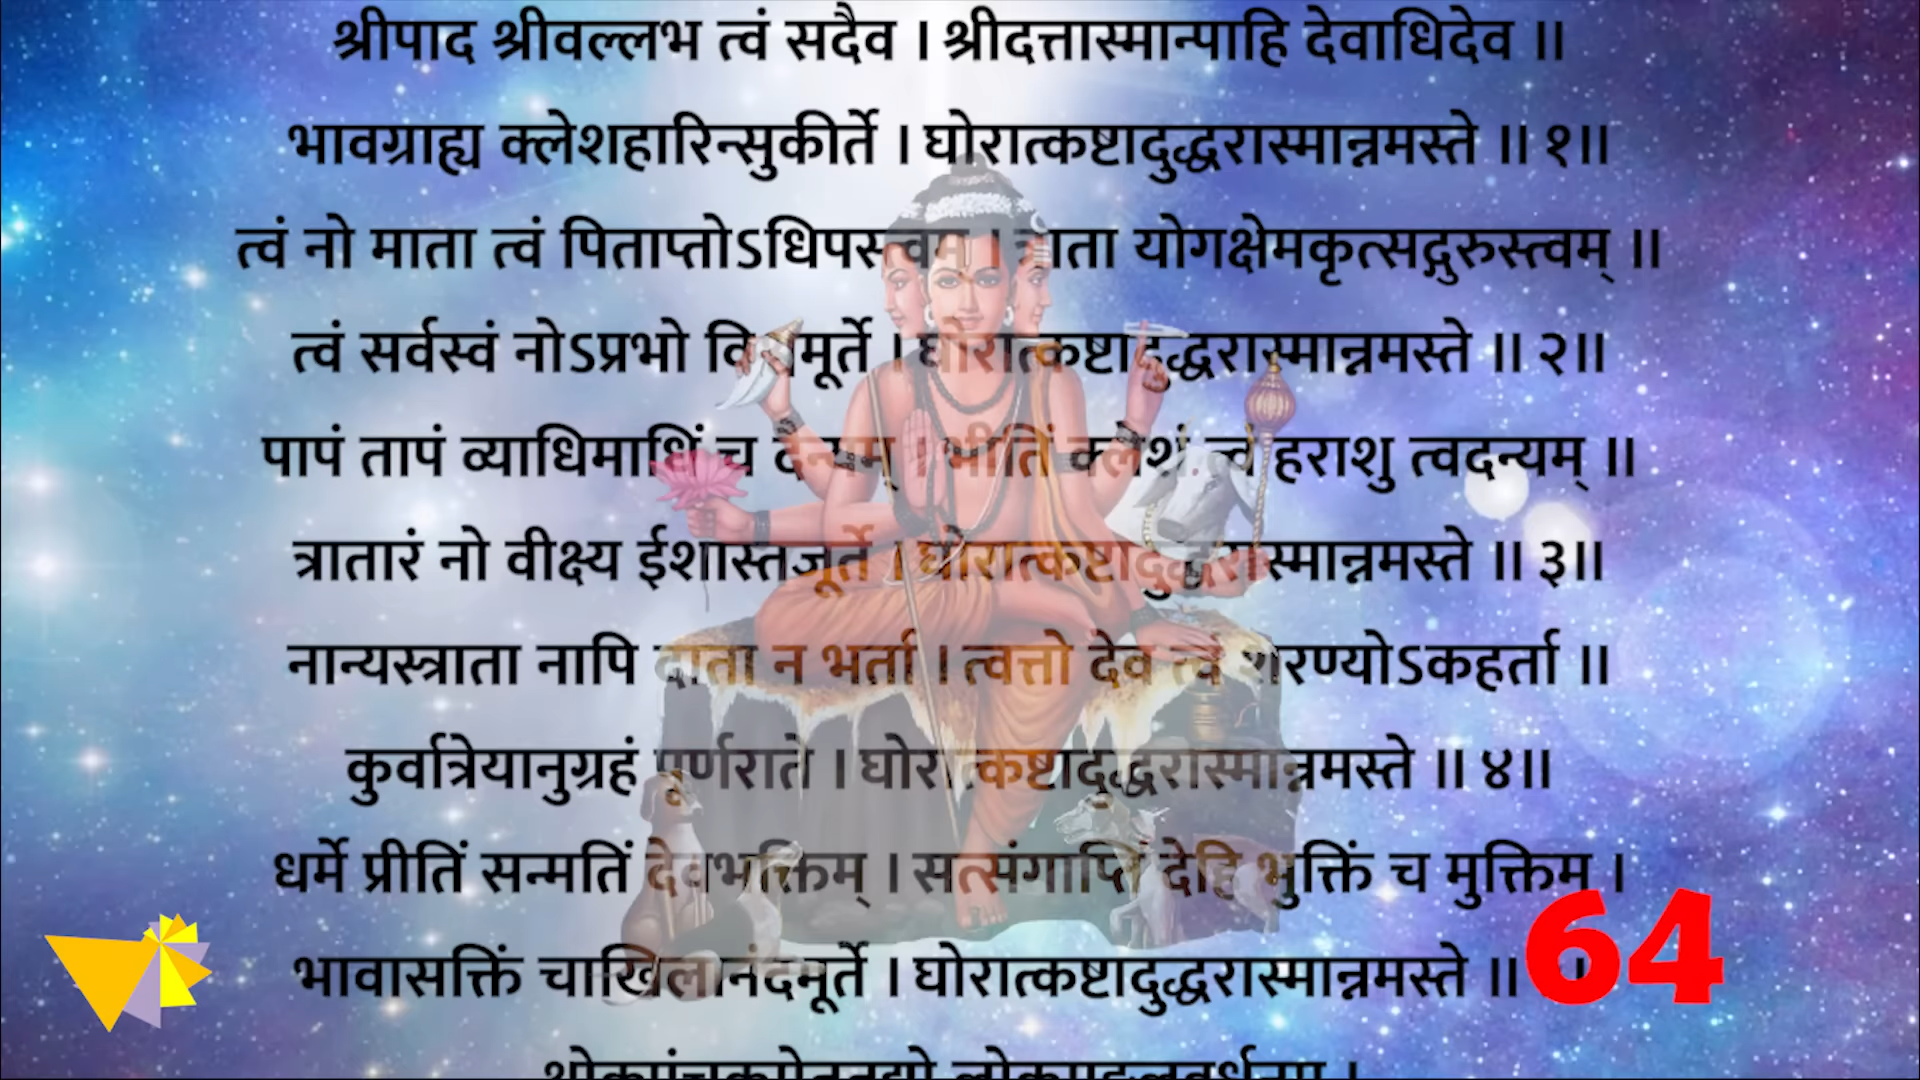 श्रीपाद श्रीवल्लभ त्वं सदैव । श्रीदत्तास्मान्पाहि देवाधिदेव ॥
भावग्राह्य क्लेशहारिन्सुकीर्ते । घोरात्कष्टादुद्धरास्मान्नमस्ते ॥ १॥
त्वं नो माता त्वं पिताप्तोऽधिपस्त्वम् । त्राता योगक्षेमकृत्सद्गुरुस्त्वम् ॥
त्वं सर्वस्वं नोऽप्रभो विश्वमूर्ते । घोरात्कष्टादुद्धरास्मान्नमस्ते ॥ २॥
पापं तापं व्याधिमाधिं च दैन्यम् । भीतिं क्लेशं त्वं हराशु त्वदन्यम् ॥
त्रातारं नो वीक्ष्य ईशास्तजूर्ते । घोरात्कष्टादुद्धरास्मान्नमस्ते ॥ ३॥
नान्यस्त्राता नापि दाता न भर्ता । त्वत्तो देव त्वं शरण्योऽकहर्ता ॥
कुर्वात्रेयानुग्रहं पूर्णराते । घोरात्कष्टादुद्धरास्मान्नमस्ते ॥ ४॥
धर्मे प्रीतिं सन्मतिं देवभक्तिम् । सत्संगाप्तिं देहि भुक्तिं च मुक्तिम् ।
भावासक्तिं चाखिलानंदमूर्ते । घोरात्कष्टादुद्धरास्मान्नमस्ते ॥
64